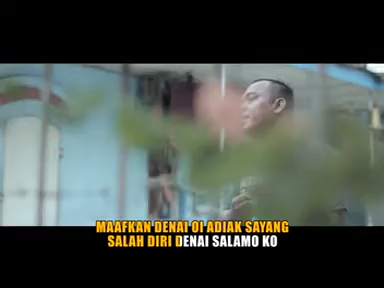 MAAFKAN DENAI OI ADIAK SAYANG
SALAH DIRI DENAI SALAMO KO